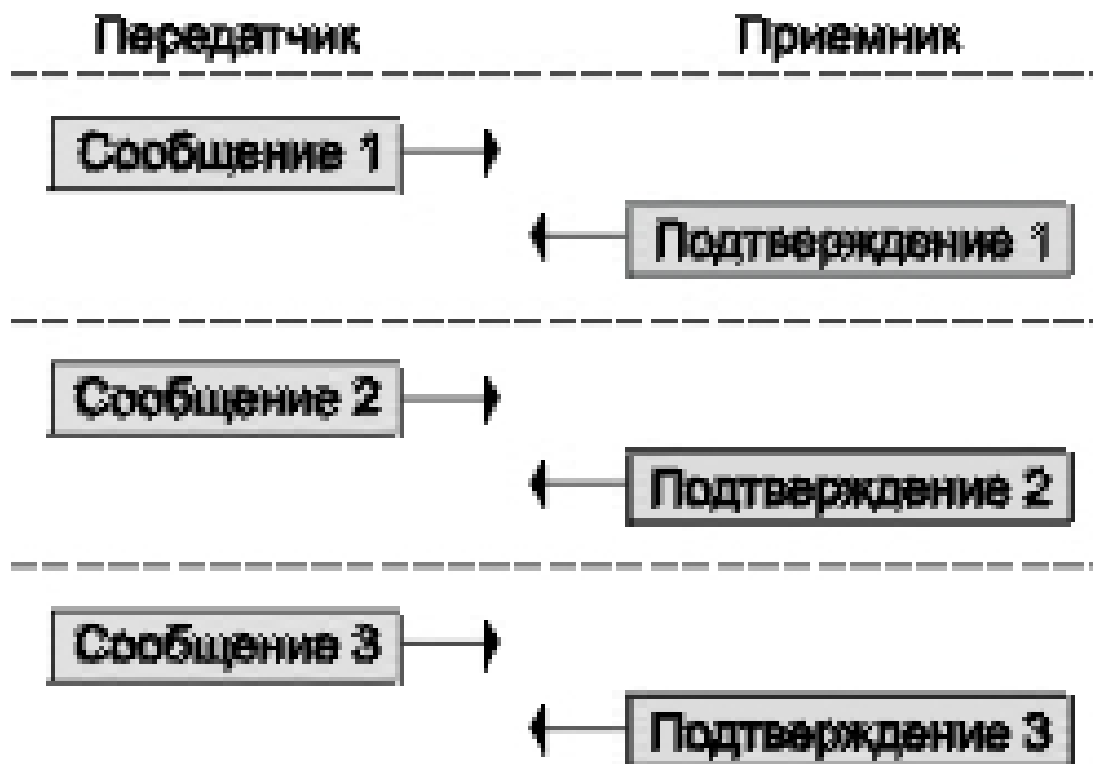 Передатчик Приемник
Сообщение 1
Подтверждение 1
Сообщение 2
Подтверждение 2
Сообщение 3
Подтверждение 3